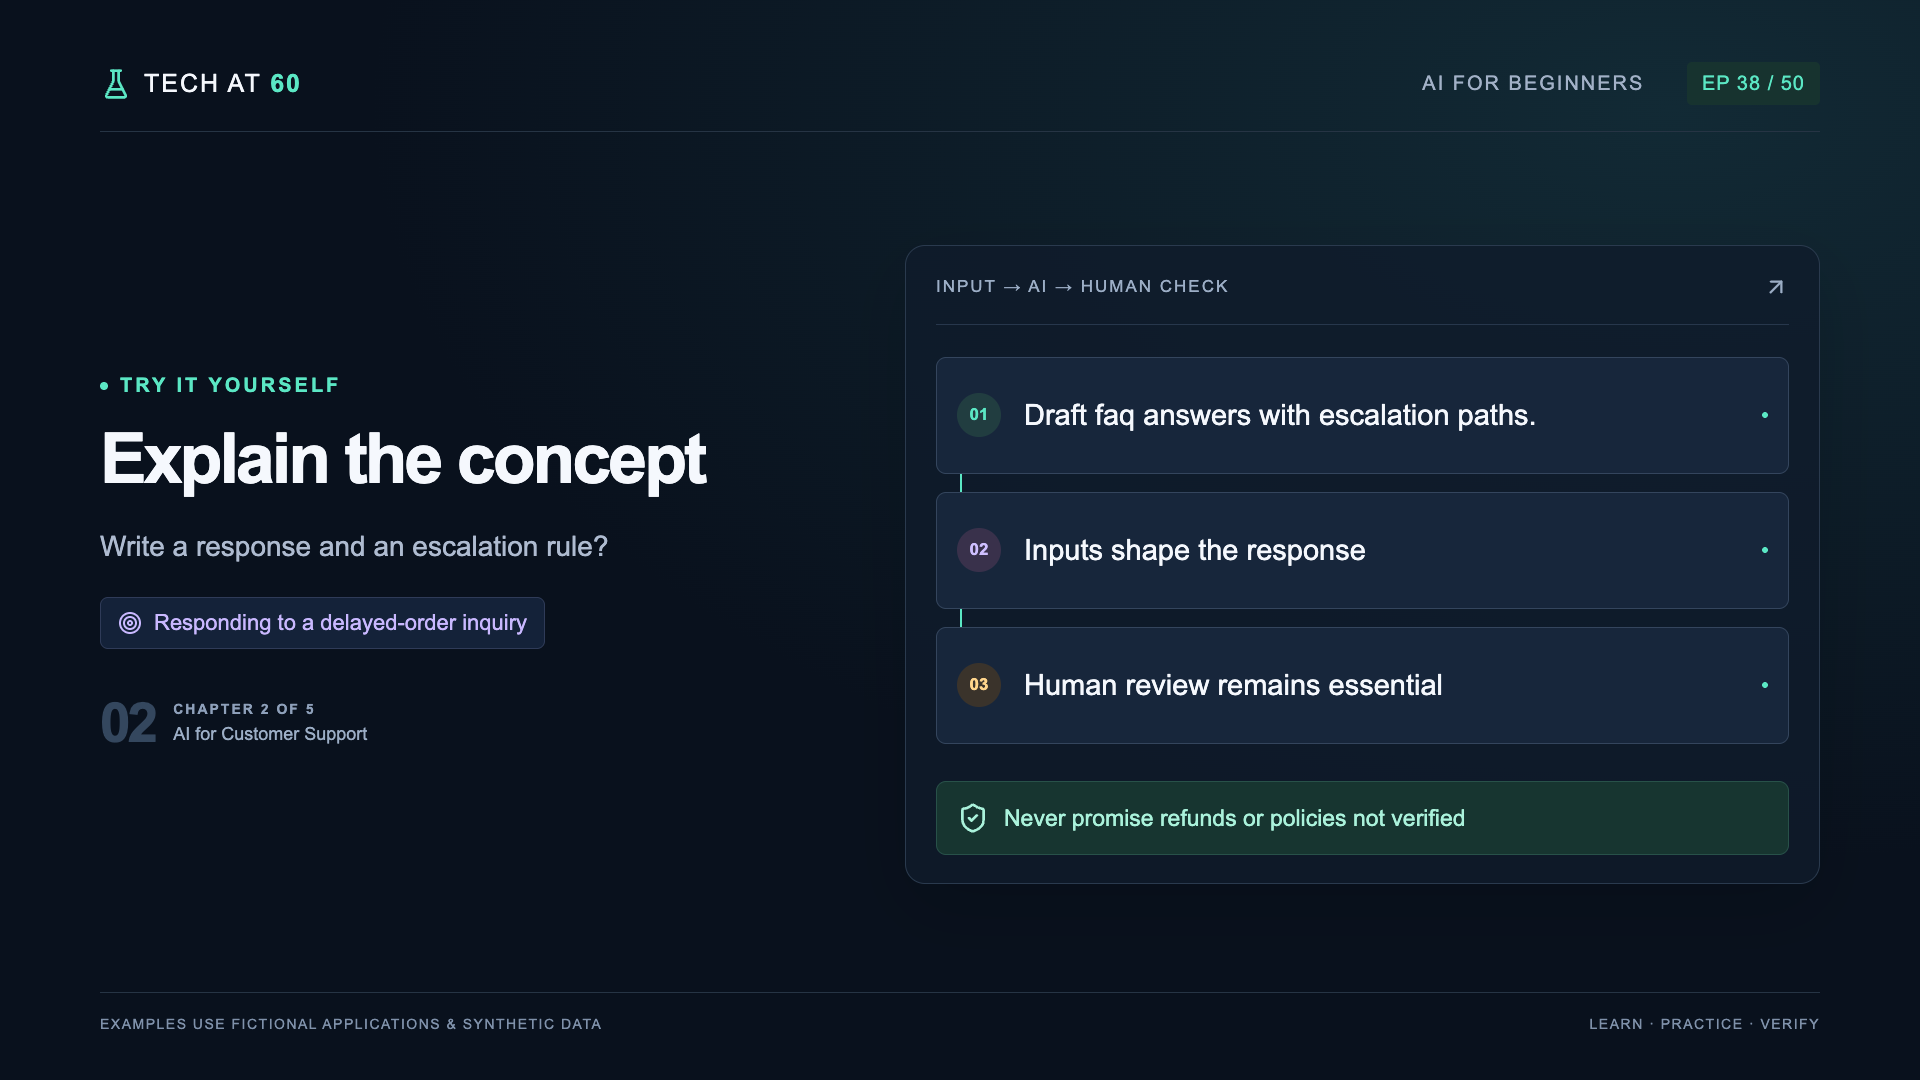 TECH AT 60
AI FOR BEGINNERS
EP 38 / 50
TRY IT YOURSELF
Explain the concept
Write a response and an escalation rule?
Responding to a delayed-order inquiry
02
CHAPTER 2 OF 5
AI for Customer Support
INPUT → AI → HUMAN CHECK
01
Draft faq answers with escalation paths.
02
Inputs shape the response
03
Human review remains essential
Never promise refunds or policies not verified
EXAMPLES USE FICTIONAL APPLICATIONS & SYNTHETIC DATA
LEARN · PRACTICE · VERIFY